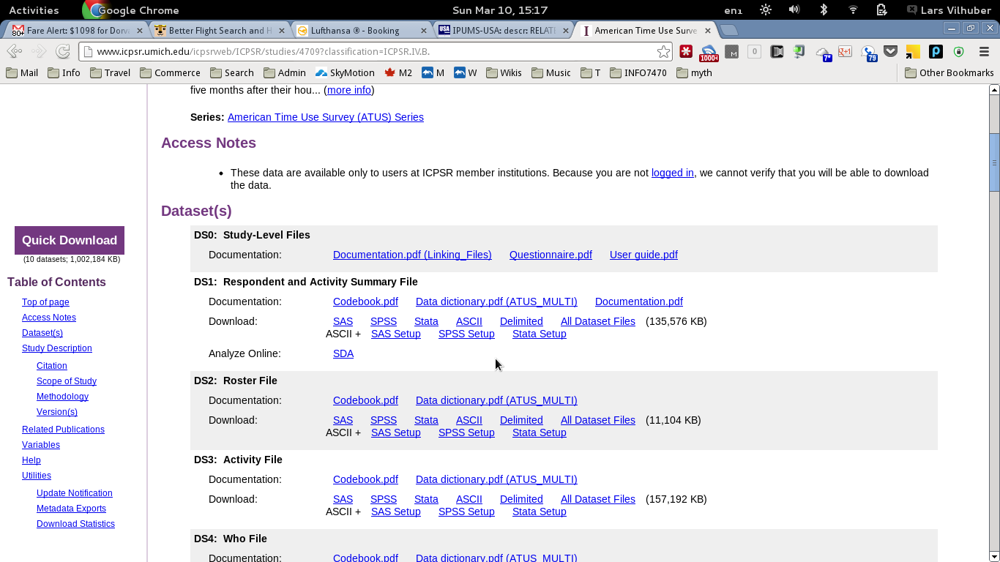 Activities Google Chrome Sun Mar 10, 15:17 en1 Lars Vilhuber
Fare Alert: $1098 for Dorv Better Flight Search and H Lufthansa ® - Booking IPUMS-USA: descr: RELATI American Time Use Surve
www.icpsr.umich.edu/icpsrweb/ICPSR/studies/4709?classification=ICPSR.IV.B. 1000+ M 0 7° g+1 79 P
Mail Info Travel Commerce Search Admin SkyMotion M2 M W Wikis Music T INFO7470 myth Other Bookmarks
five months after their hou... (more info)
Series: American Time Use Survey (ATUS) Series
Access Notes
• These data are available only to users at ICPSR member institutions. Because you are not logged in, we cannot verify that you will be able to download
the data.
Dataset(s)
Quick Download
(10 datasets; 1,002,184 KB)
Table of Contents
Top of page
Access Notes
Dataset(s)
Study Description
Citation
Scope of Study
Methodology
Version(s)
Related Publications
Variables
Help
Utilities
Update Notification
Metadata Exports
Download Statistics
DS0: Study-Level Files
Documentation: Documentation.pdf (Linking_Files) Questionnaire.pdf User guide.pdf
DS1: Respondent and Activity Summary File
Documentation: Codebook.pdf Data dictionary.pdf (ATUS_MULTI) Documentation.pdf
Download: SAS SPSS Stata ASCII Delimited All Dataset Files (135,576 KB)
ASCII + SAS Setup SPSS Setup Stata Setup
Analyze Online: SDA
DS2: Roster File
Documentation: Codebook.pdf Data dictionary.pdf (ATUS_MULTI)
Download: SAS SPSS Stata ASCII Delimited All Dataset Files (11,104 KB)
ASCII + SAS Setup SPSS Setup Stata Setup
DS3: Activity File
Documentation: Codebook.pdf Data dictionary.pdf (ATUS_MULTI)
Download: SAS SPSS Stata ASCII Delimited All Dataset Files (157,192 KB)
ASCII + SAS Setup SPSS Setup Stata Setup
DS4: Who File
Documentation: Codebook.pdf Data dictionary.pdf (ATUS_MULTI)